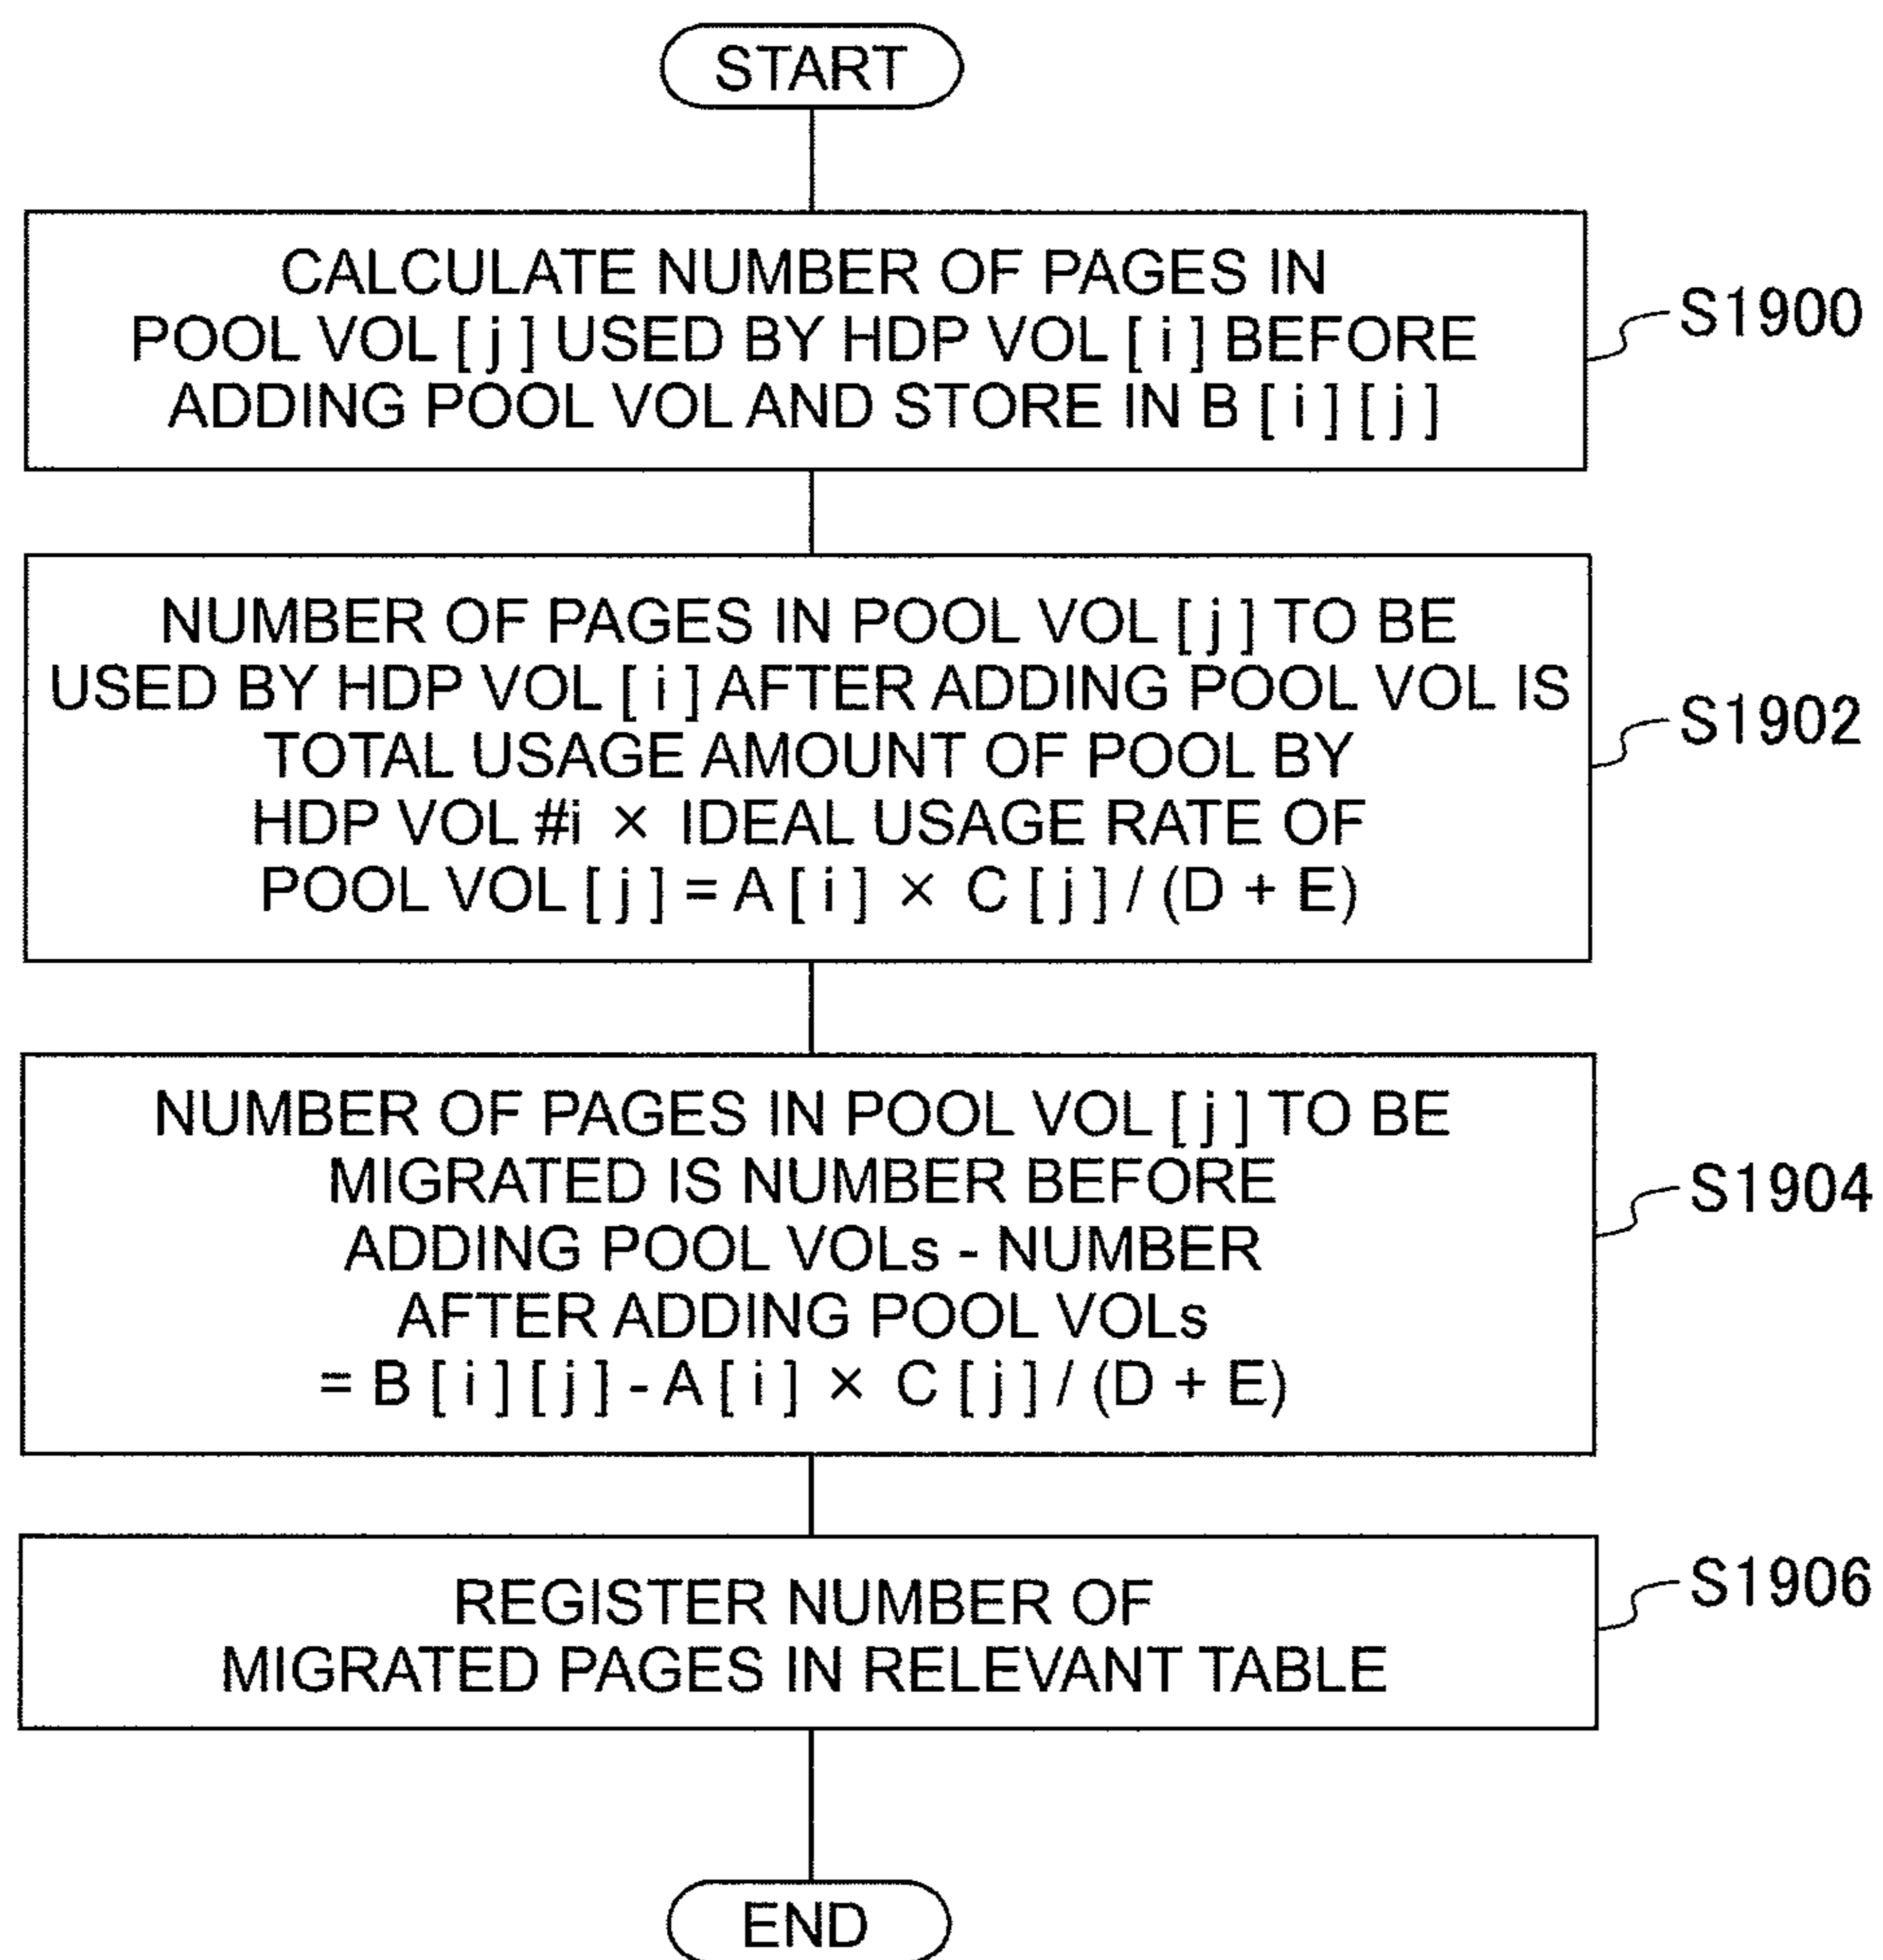 START
CALCULATE NUMBER OF PAGES IN
POOL VOL [ j ] USED BY HDP VOL [ i ] BEFORE
ADDING POOL VOL AND STORE IN B [ i ] [ j ]
S1900
NUMBER OF PAGES IN POOL VOL [ j ] TO BE
USED BY HDP VOL [ i ] AFTER ADDING POOL VOL IS
TOTAL USAGE AMOUNT OF POOL BY
HDP VOL #i × IDEAL USAGE RATE OF
POOL VOL [ j ] = A [ i ] × C [ j ] / (D + E)
S1902
NUMBER OF PAGES IN POOL VOL [ j ] TO BE
MIGRATED IS NUMBER BEFORE
ADDING POOL VOLs - NUMBER
AFTER ADDING POOL VOLs
= B [ i ] [ j ] - A [ i ] × C [ j ] / (D + E)
S1904
REGISTER NUMBER OF
MIGRATED PAGES IN RELEVANT TABLE
S1906
END